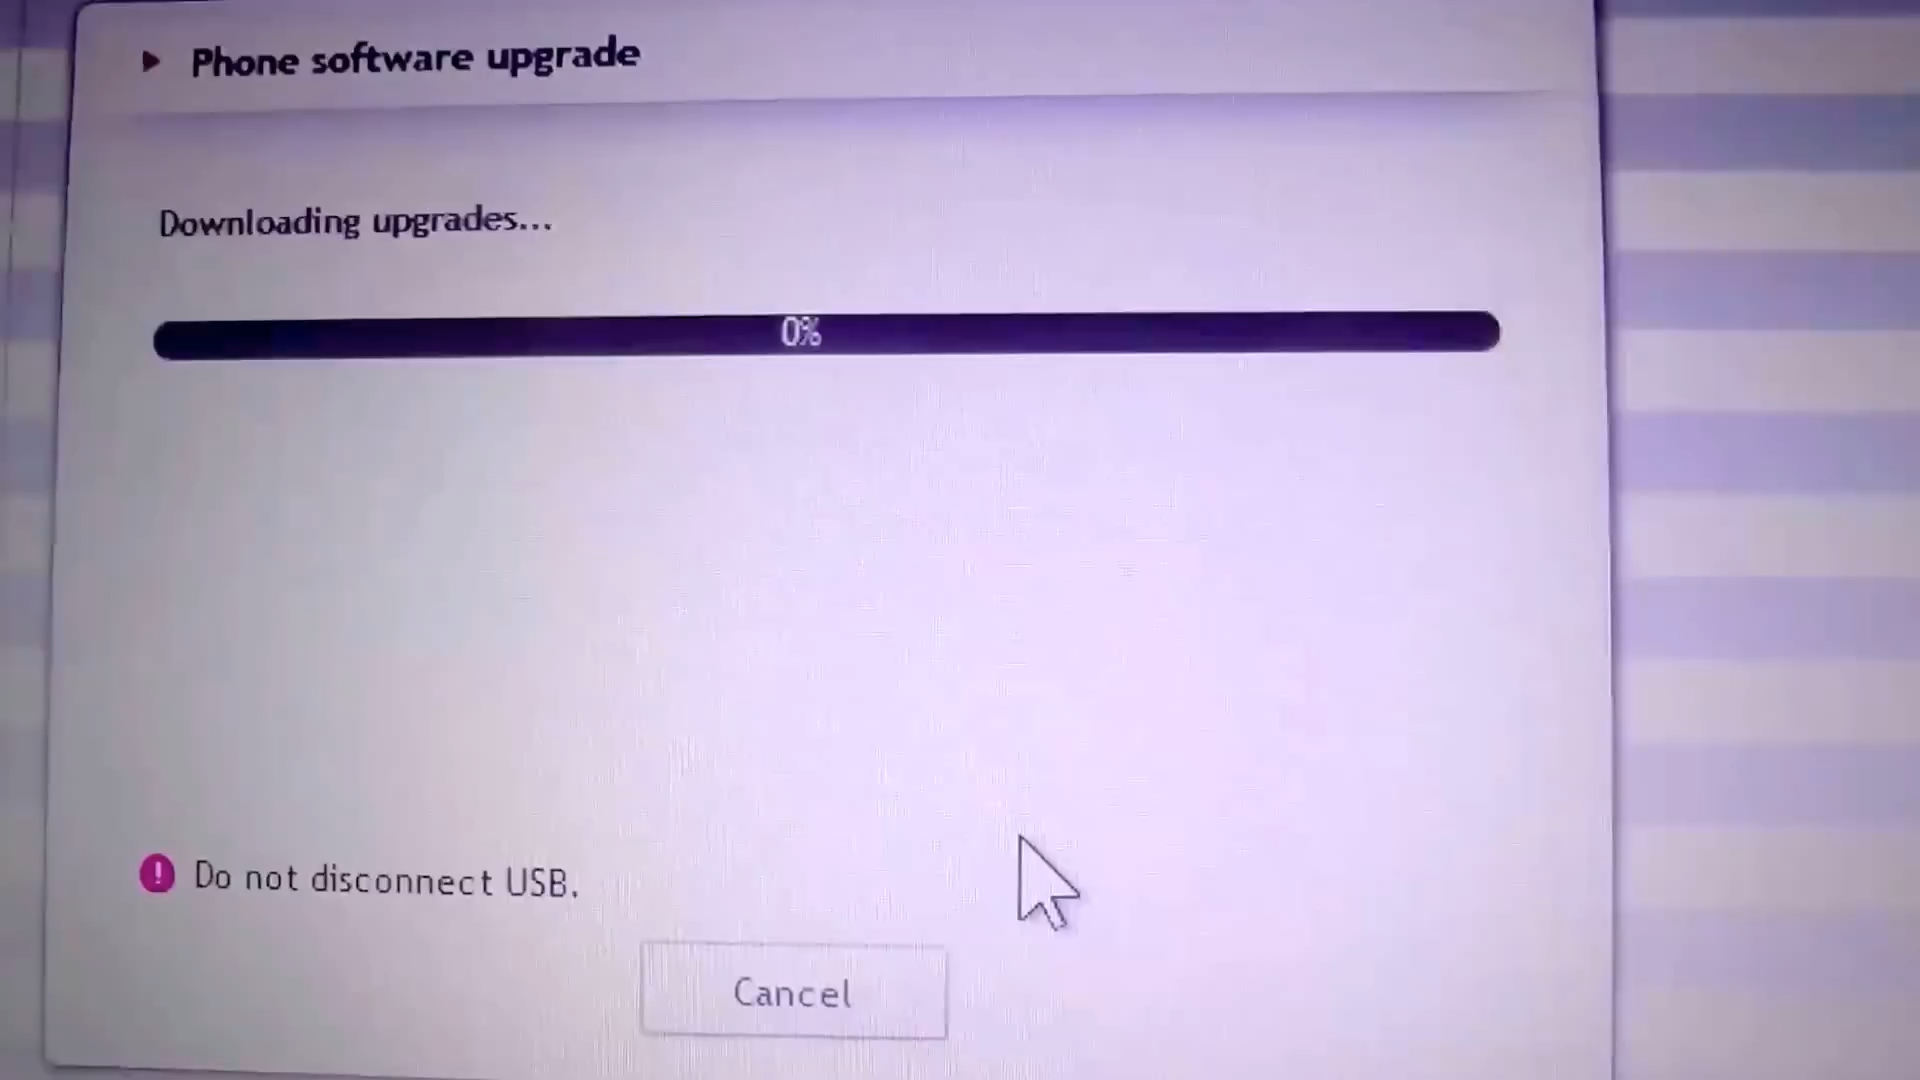 Phone software upgrade
Downloading upgrades...
0%
Do not disconnect USB.
Cancel